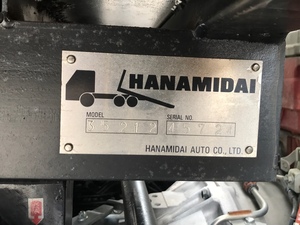 HANAMIDAI
MODEL SERIAL NO.
HANAMIDAI AUTO CO., LTD.